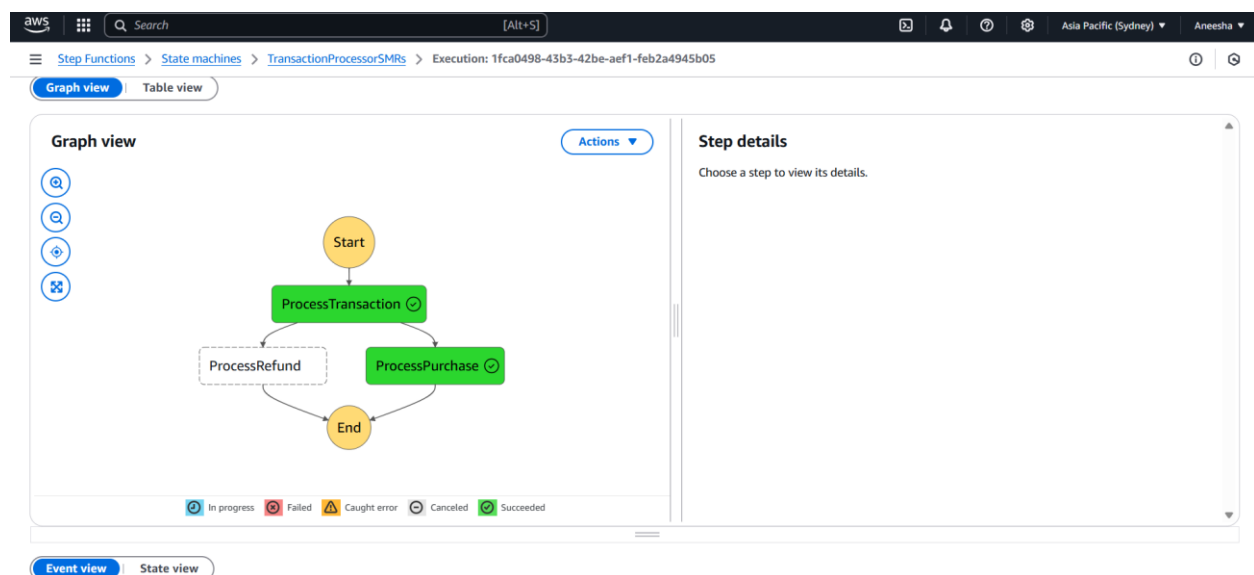 aws Search [Alt+S] Asia Pacific (Sydney) Aneesha
Step Functions > State machines > TransactionProcessorSMRs > Execution: 1fca0498-43b3-42be-aef1-feb2a4945b05
Graph view Table view
Graph view Actions
Step details
Choose a step to view its details.
Start
ProcessTransaction
ProcessRefund ProcessPurchase
End
In progress Failed Caught error Canceled Succeeded
Event view State view